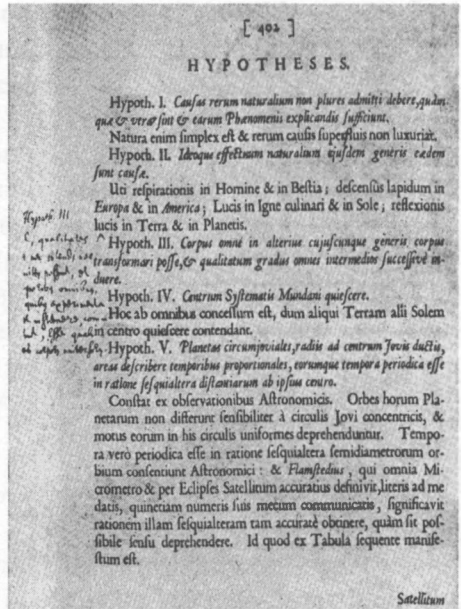 [ 402 ]
HYPOTHESES.
Hypoth. I. Cauſas rerum naturalium non plures admitti debere, quàm
quæ & veræ ſint & earum Phænomenis explicandis ſufficiunt.
Natura enim ſimplex eſt & rerum cauſis ſuperfluis non luxuriat.
Hypoth. II. Ideoque effectuum naturalium ejuſdem generis eædem
ſunt cauſæ.
Uti reſpirationis in Homine & in Beſtia; deſcenſus lapidum in
Europa & in America; Lucis in Igne culinari & in Sole; reflexionis
lucis in Terra & in Planetis.
Hypoth. III
Hypoth. III. Corpus omne in alterius cujuſcunque generis corpus
transformari poſſe, & qualitatum gradus omnes intermedios ſucceſſivè in-
duere.
Hypoth. IV. Centrum Syſtematis Mundani quieſcere.
Hoc ab omnibus conceſſum eſt, dum aliqui Terram alii Solem
in centro quieſcere contendant.
Hypoth. V. Planetas circumjoviales, radiis ad centrum Jovis ductis,
areas deſcribere temporibus proportionales, eorumque tempora periodica eſſe
in ratione ſeſquialtera diſtantiarum ab ipſius centro.
Conſtat ex obſervationibus Aſtronomicis. Orbes horum Pla-
netarum non differunt ſenſibiliter à circulis Jovi concentricis, &
motus eorum in his circulis uniformes deprehenduntur. Tempo-
ra verò periodica eſſe in ratione ſeſquialtera ſemidiametrorum or-
bium conſentiunt Aſtronomici: & Flamſtedius, qui omnia Mi-
crometro & per Eclipſes Satellitum accuratius definivit, literis ad me
datis, quinetiam numeris ſuis mecum communicatis, ſignificavit
rationem illam ſeſquialteram tam accuratè obtinere, quàm ſit poſ-
ſibile ſenſu deprehendere. Id quod ex Tabula ſequente manife-
ſtum eſt.
Satellitum